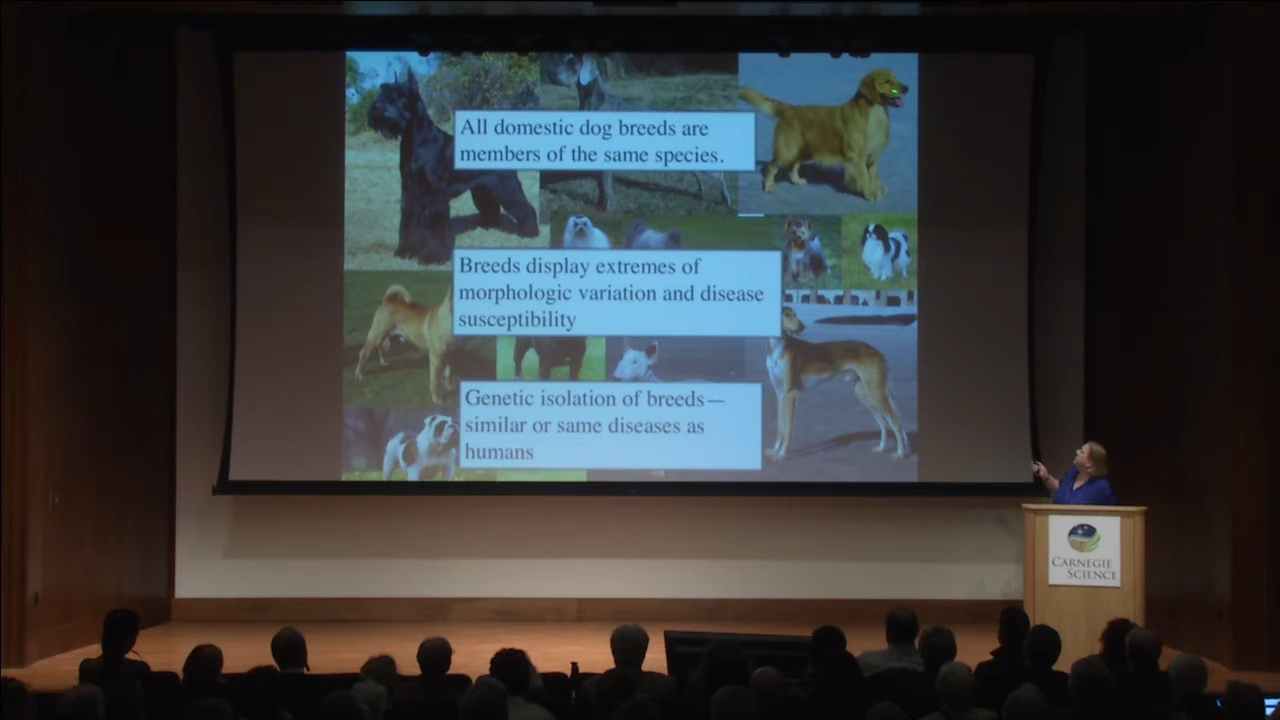 All domestic dog breeds are
members of the same species.
Breeds display extremes of
morphologic variation and disease
susceptibility
Genetic isolation of breeds—
similar or same diseases as
humans
CARNEGIE
SCIENCE